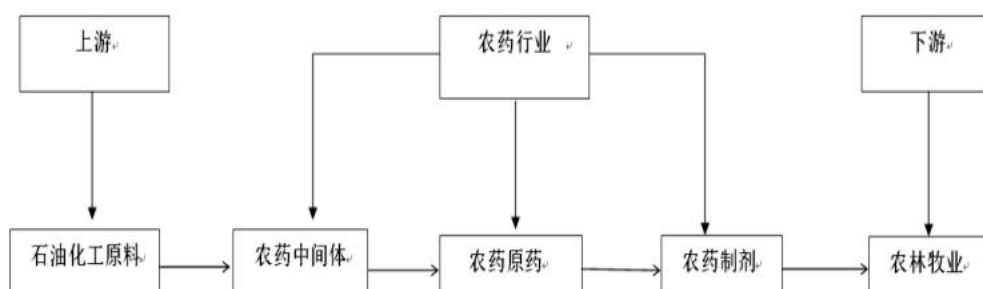 上游
农药行业
下游
石油化工原料
农药中间体
农药原药
农药制剂
农林牧业